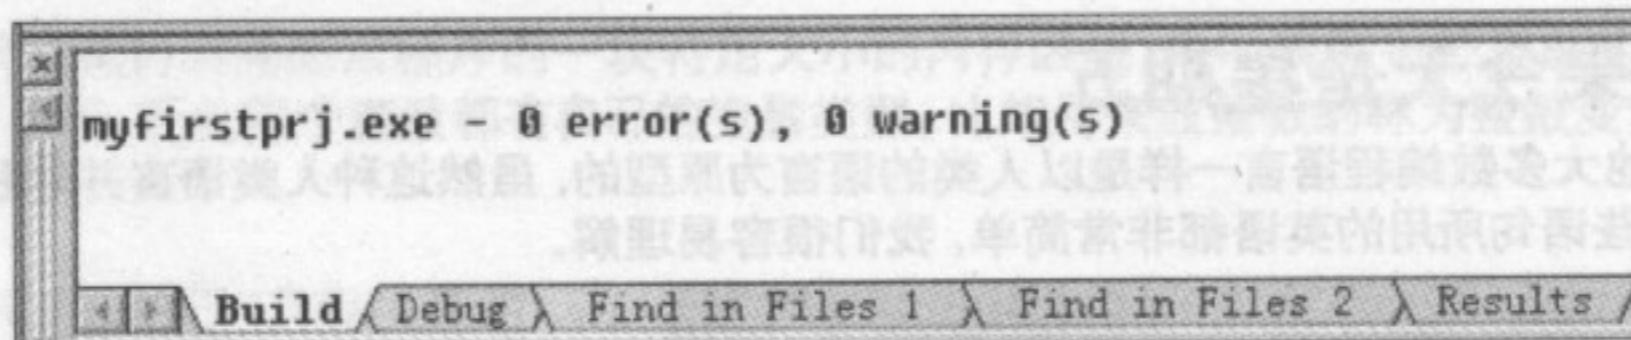 myfirstprj.exe - 0 error(s), 0 warning(s)
Build Debug Find in Files 1 Find in Files 2 Results